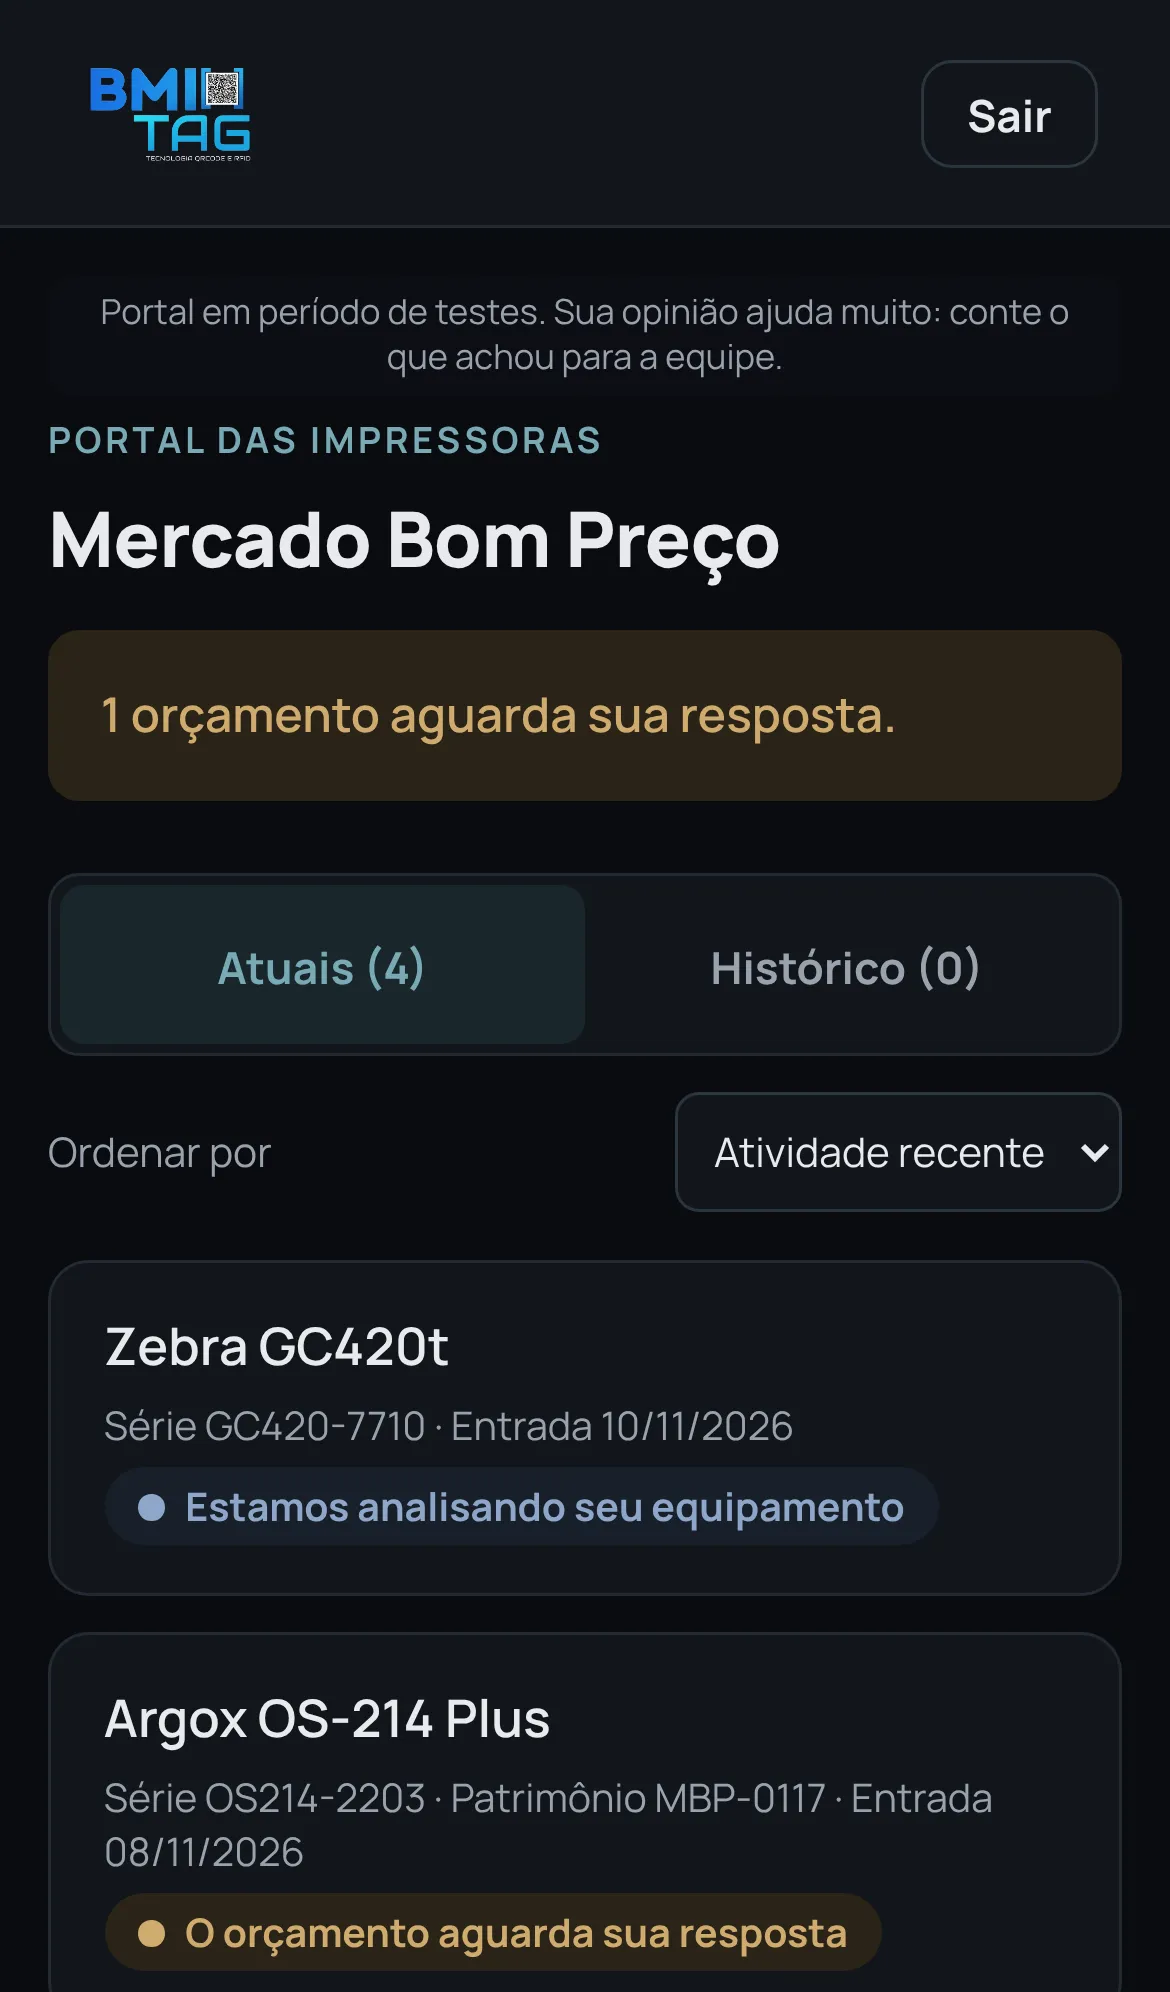 BMI
TAG
TECNOLOGIA QRCODE E RFID
Sair
Portal em período de testes. Sua opinião ajuda muito: conte o
que achou para a equipe.
PORTAL DAS IMPRESSORAS
Mercado Bom Preço
1 orçamento aguarda sua resposta.
Atuais (4)
Histórico (0)
Ordenar por
Atividade recente
Zebra GC420t
Série GC420-7710 · Entrada 10/11/2026
Estamos analisando seu equipamento
Argox OS-214 Plus
Série OS214-2203 · Patrimônio MBP-0117 · Entrada
08/11/2026
O orçamento aguarda sua resposta